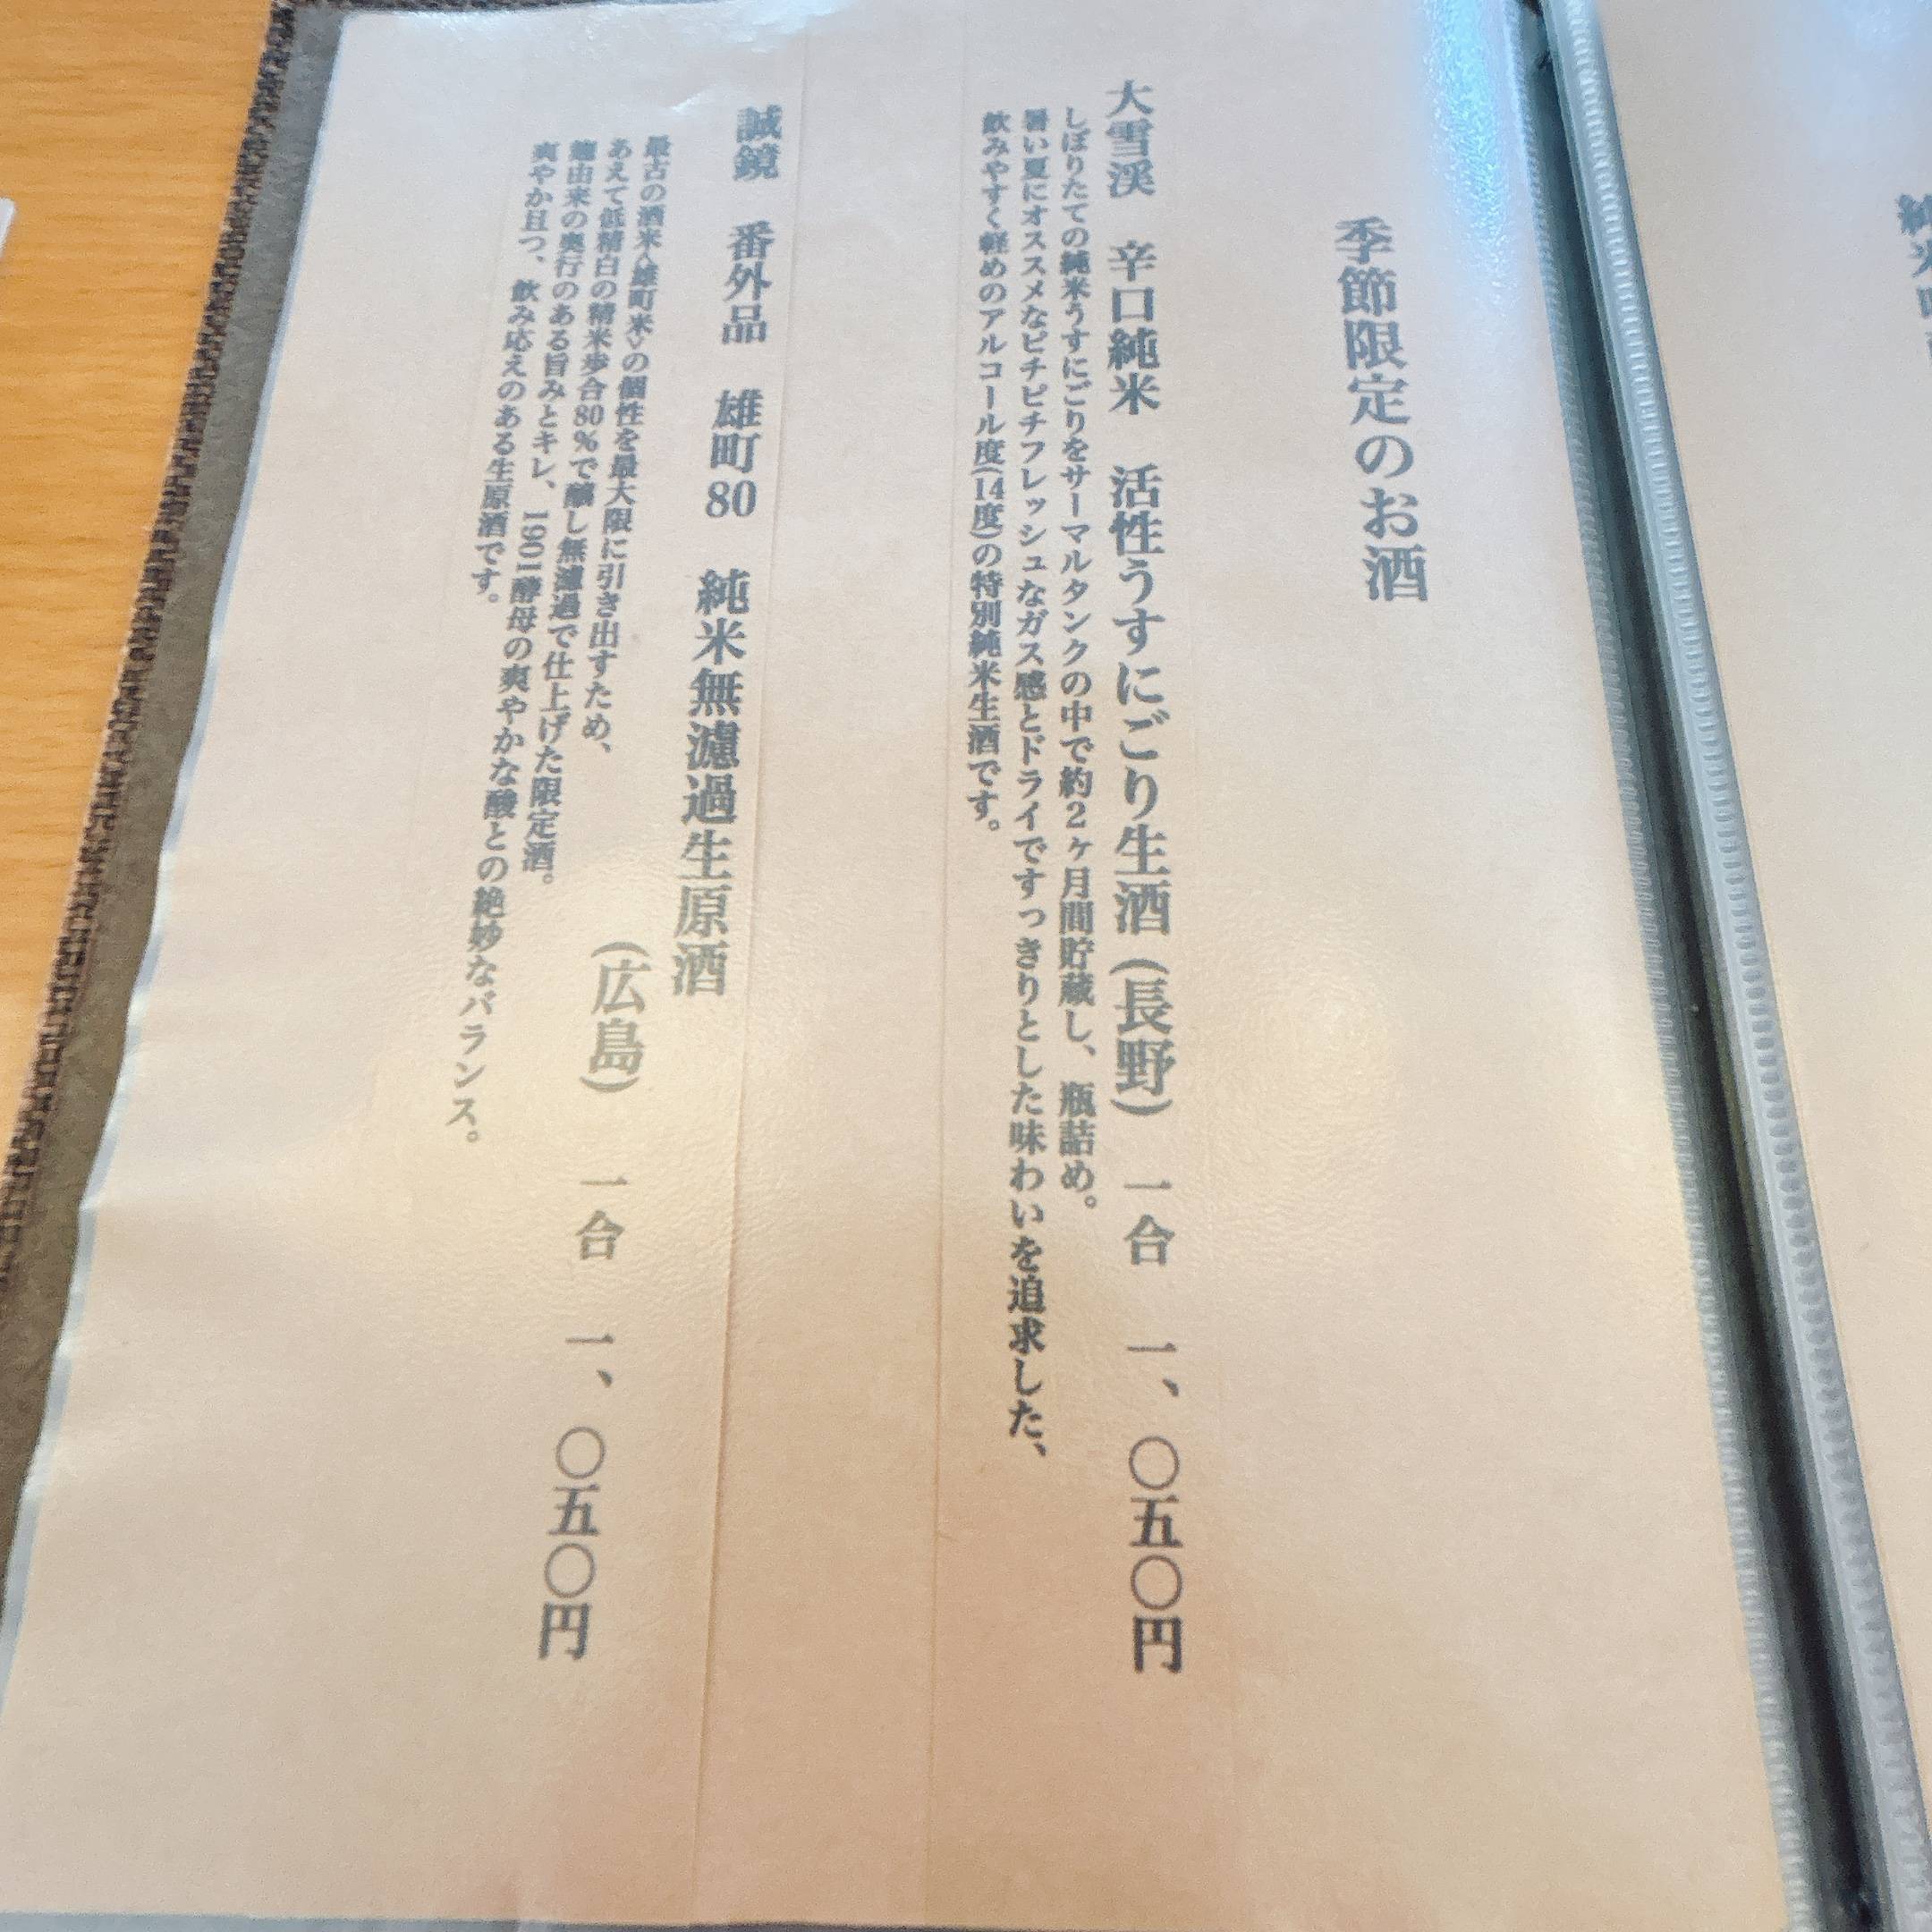 季節限定のお酒
大雪渓　辛口純米　活性うすにごり生酒（長野）　一合　一、〇五〇円
しぼりたての純米うすにごりをサーマルタンクの中で約2ヶ月間貯蔵し、瓶詰め。
暑い夏にオススメなピチピチフレッシュなガス感とドライですっきりとした味わいを追求した、
飲みやすく軽めのアルコール度(14度)の特別純米生酒です。
誠鏡　番外品　雄町80　純米無濾過生原酒
（広島）　一合　一、〇五〇円
最古の酒米<雄町米>の個性を最大限に引き出すため、
あえて低精白の精米歩合80%で醸し無濾過で仕上げた限定酒。
麹由来の奥行のある旨みとキレ、1901酵母の爽やかな酸との絶妙なバランス。
爽やか且つ、飲み応えのある生原酒です。